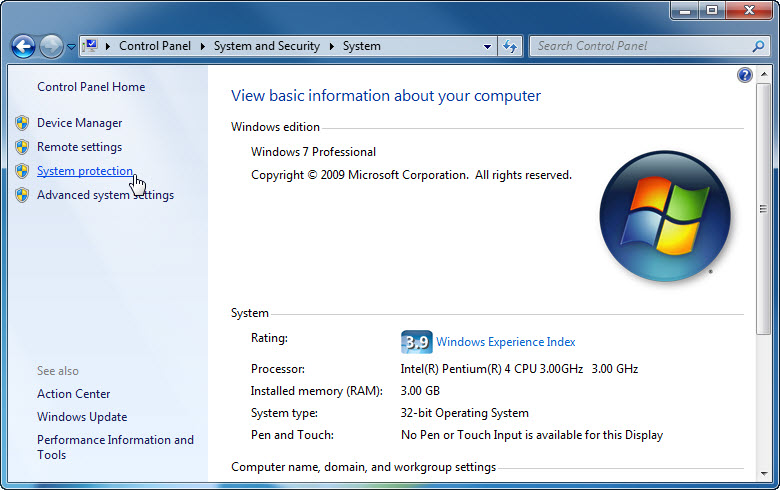 Control Panel System and Security System
Search Control Panel
Control Panel Home
Device Manager
Remote settings
System protection
Advanced system settings
See also
Action Center
Windows Update
Performance Information and
Tools
View basic information about your computer
Windows edition
Windows 7 Professional
Copyright © 2009 Microsoft Corporation. All rights reserved.
System
Rating: 3.9 Windows Experience Index
Processor: Intel(R) Pentium(R) 4 CPU 3.00GHz 3.00 GHz
Installed memory (RAM): 3.00 GB
System type: 32-bit Operating System
Pen and Touch: No Pen or Touch Input is available for this Display
Computer name, domain, and workgroup settings